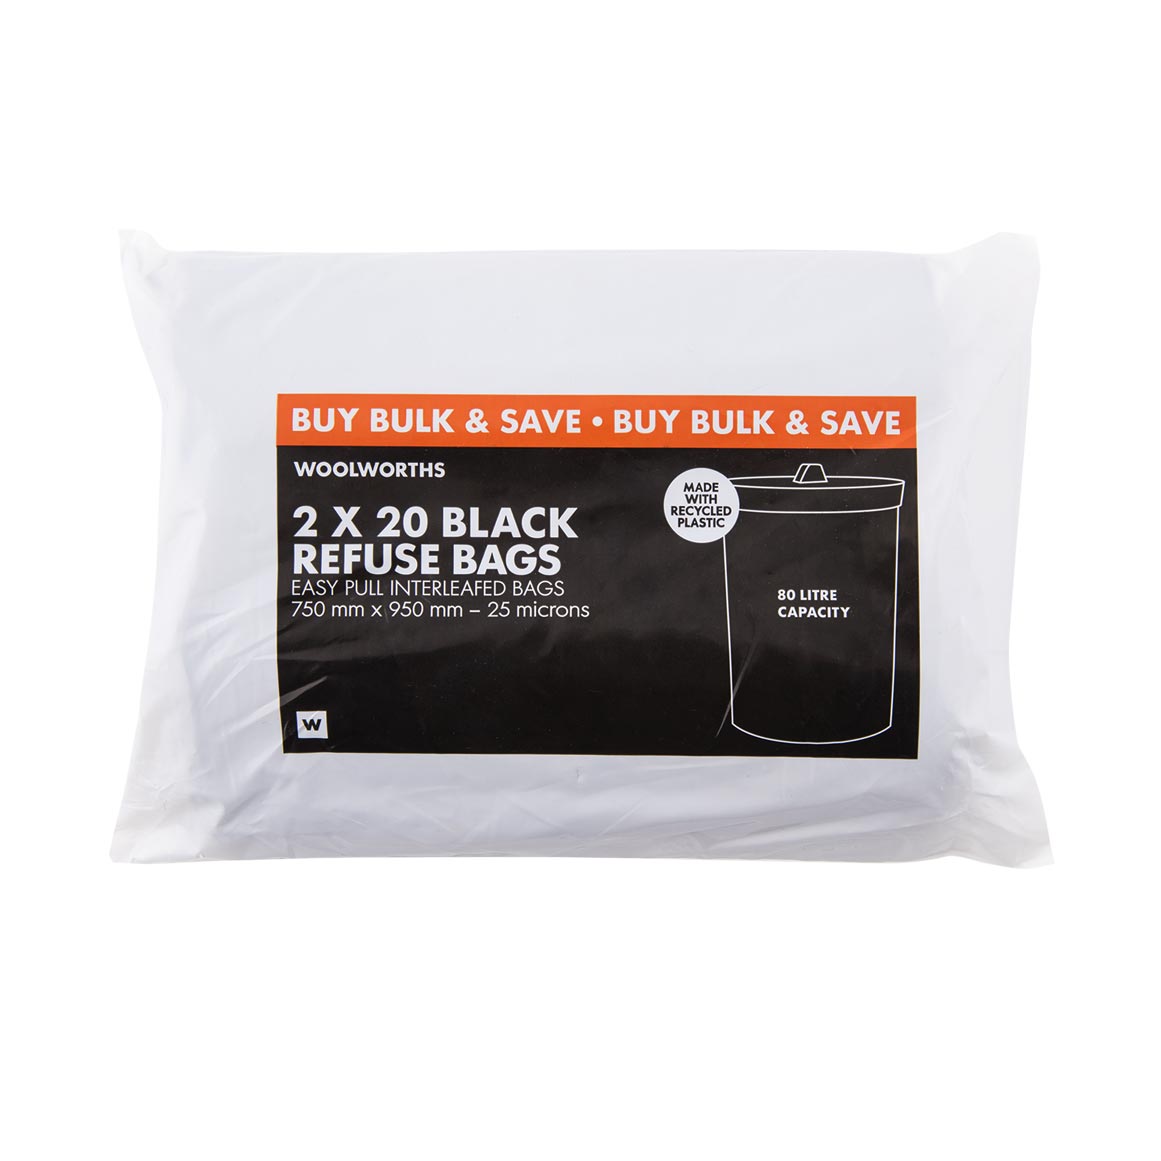 BUY BULK & SAVE • BUY BULK & SAVE
WOOLWORTHS
2 X 20 BLACK
REFUSE BAGS
EASY PULL INTERLEAFED BAGS
750 mm x 950 mm – 25 microns
MADE
WITH
RECYCLED
PLASTIC
80 LITRE
CAPACITY
W